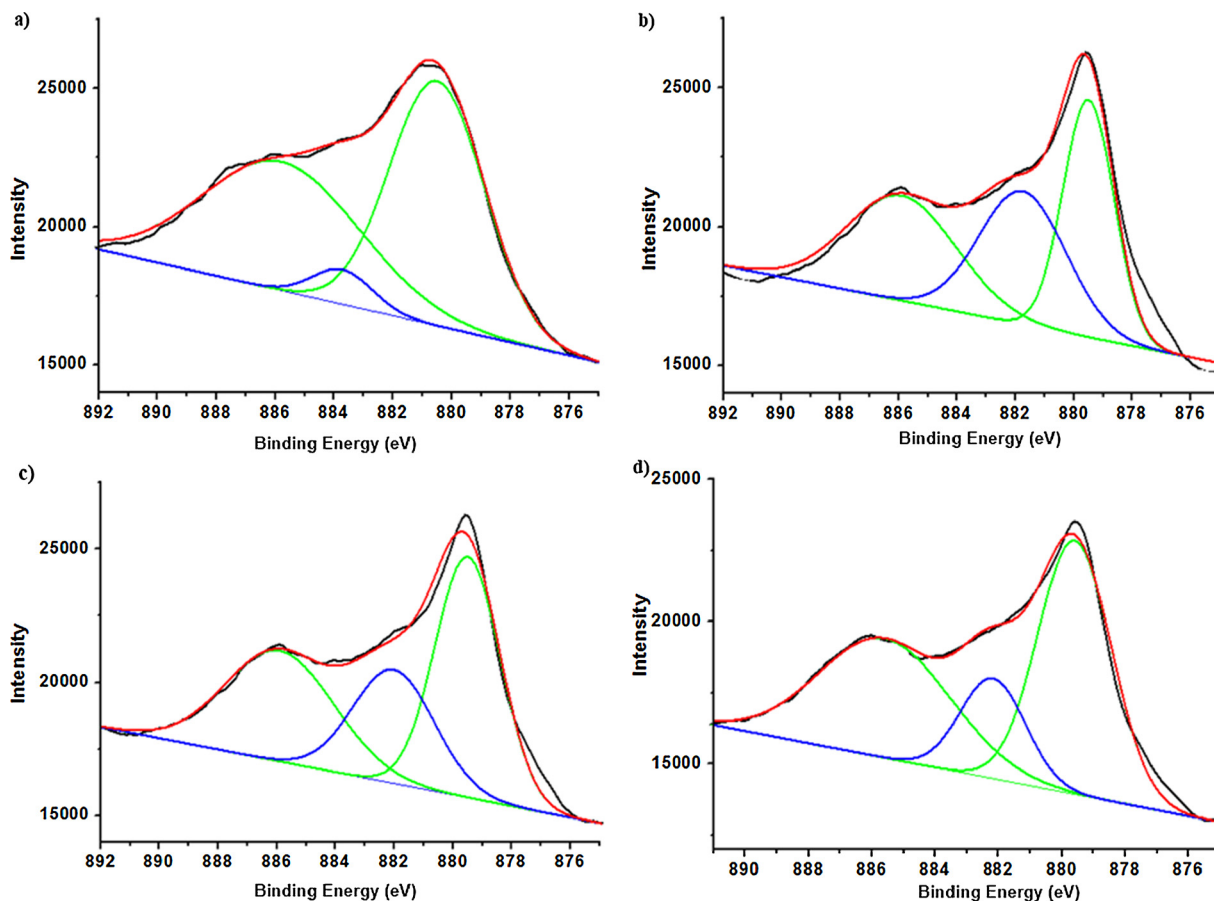 a)
25000
20000
15000
Intensity
892 890 888 886 884 882 880 878 876
Binding Energy (eV)
b)
25000
20000
15000
Intensity
892 890 888 886 884 882 880 878 876
Binding Energy (eV)
c)
25000
20000
15000
Intensity
892 890 888 886 884 882 880 878 876
Binding Energy (eV)
d)
25000
20000
15000
Intensity
890 888 886 884 882 880 878 876
Binding Energy (eV)